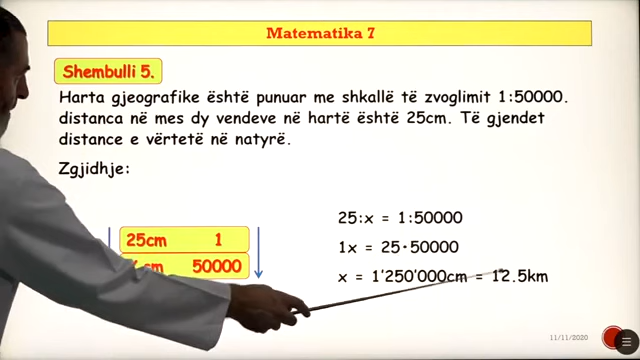 Matematika 7
Shembulli 5.
Harta gjeografike është punuar me shkallë të zvoglimit 1:50000.
distanca në mes dy vendeve në hartë është 25cm. Të gjendet
distance e vërtetë në natyrë.
Zgjidhje:
25cm 1
cm 50000
25:x = 1:50000
1x = 25·50000
x = 1'250'000cm = 12.5km
11/11/2020